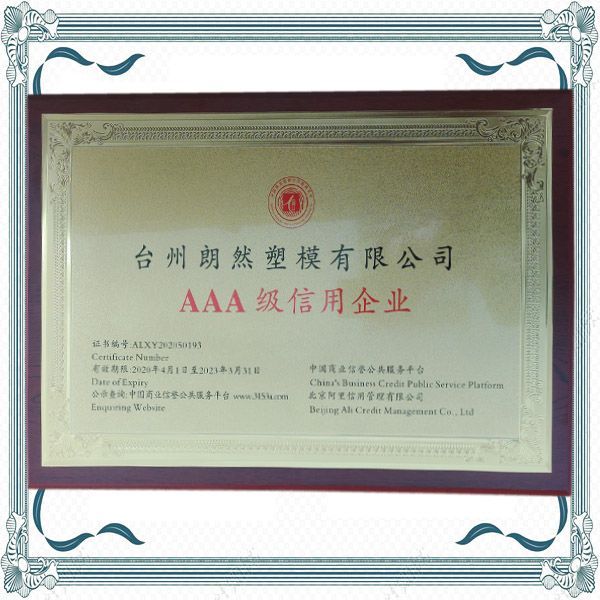 台州朗然塑模有限公司
AAA级信用企业
证书编号:ALXY202050193
Certificate Number
有效期限:2020年4月1日至2023年3月31日
Date of Expiry
公示查询:中国商业信誉公共服务平台 www.3453a.com
Enquiring Website
中国商业信誉公共服务平台
China's Business Credit Public Service Platform
北京阿里信用管理有限公司
Beijing Ali Credit Management Co., Ltd